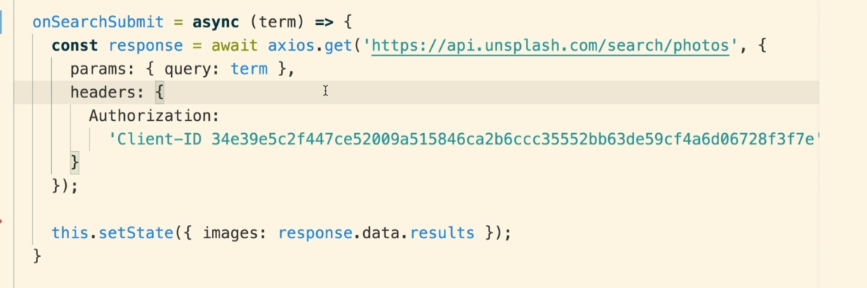 onSearchSubmit = async (term) => {
const response = await axios.get('https://api.unsplash.com/search/photos', {
params: { query: term },
headers: {
Authorization:
'Client-ID 34e39e5c2f447ce52009a515846ca2b6ccc35552bb63de59cf4a6d06728f3f7e'
}
});
this.setState({ images: response.data.results });
}